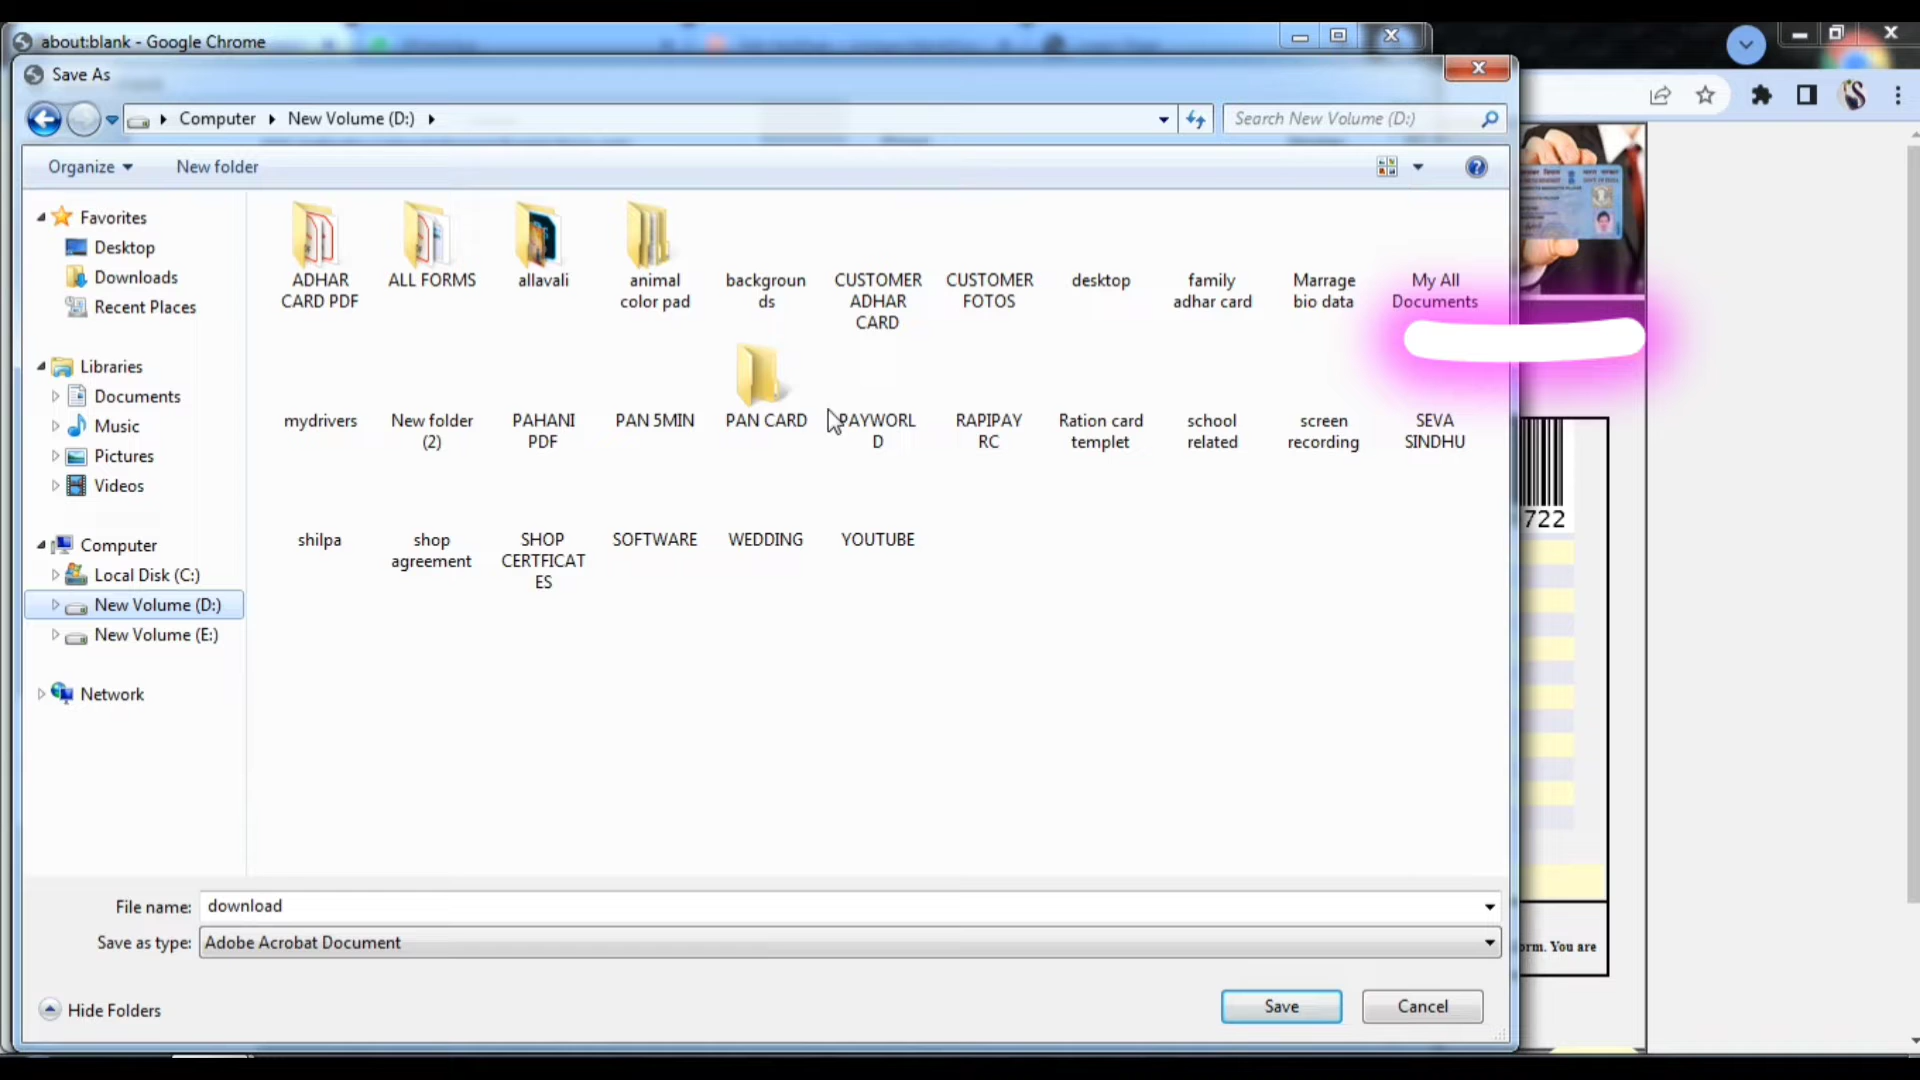 about:blank - Google Chrome
Save As
Computer
New Volume (D:)
Search New Volume (D:)
Organize
New folder
Favorites
Desktop
Downloads
Recent Places
Libraries
Documents
Music
Pictures
Videos
Computer
Local Disk (C:)
New Volume (D:)
New Volume (E:)
Network
ADHAR
CARD PDF
ALL FORMS
allavali
animal
color pad
backgroun
ds
CUSTOMER
ADHAR
CARD
CUSTOMER
FOTOS
desktop
family
adhar card
Marrage
bio data
My All
Documents
mydrivers
New folder
(2)
PAHANI
PDF
PAN 5MIN
PAN CARD
PAYWORL
D
RAPIPAY
RC
Ration card
templet
school
related
screen
recording
SEVA
SINDHU
shilpa
shop
agreement
SHOP
CERTFICAT
ES
SOFTWARE
WEDDING
YOUTUBE
722
orm. You are
File name:
download
Save as type:
Adobe Acrobat Document
Hide Folders
Save
Cancel